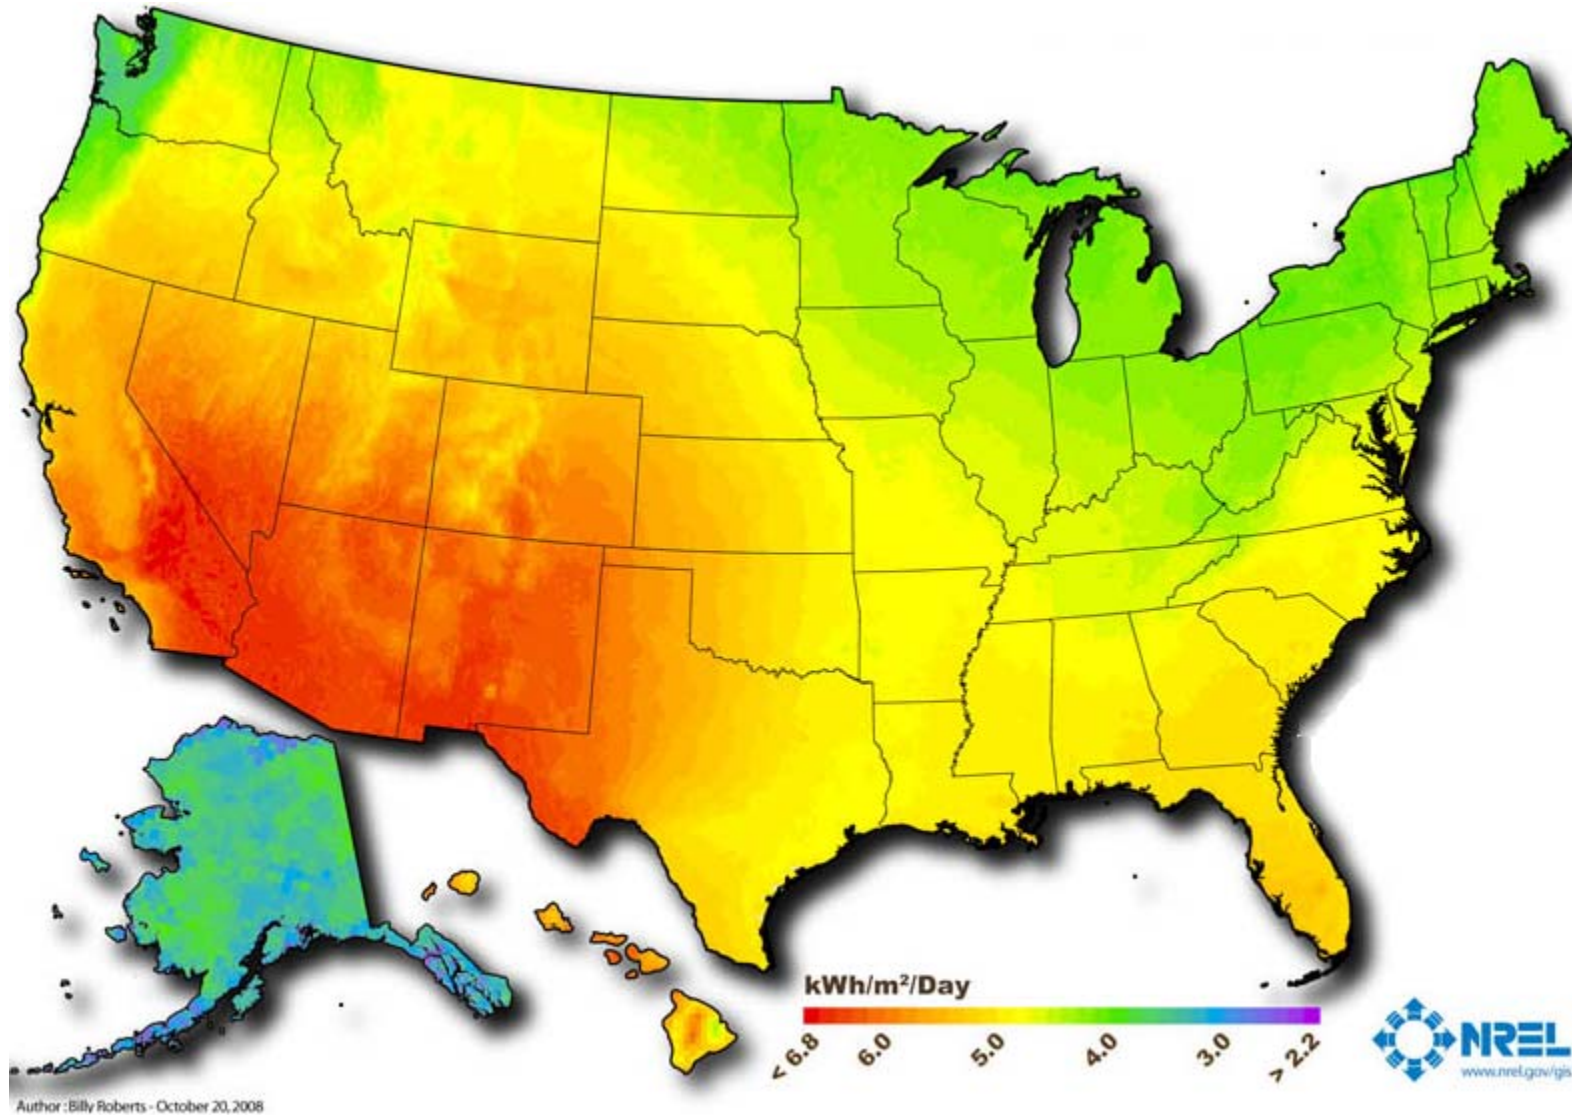 kWh/m²/Day
< 6.8 6.0 5.0 4.0 3.0 > 2.2
NREL
www.nrel.gov/gis
Author : Billy Roberts - October 20, 2008